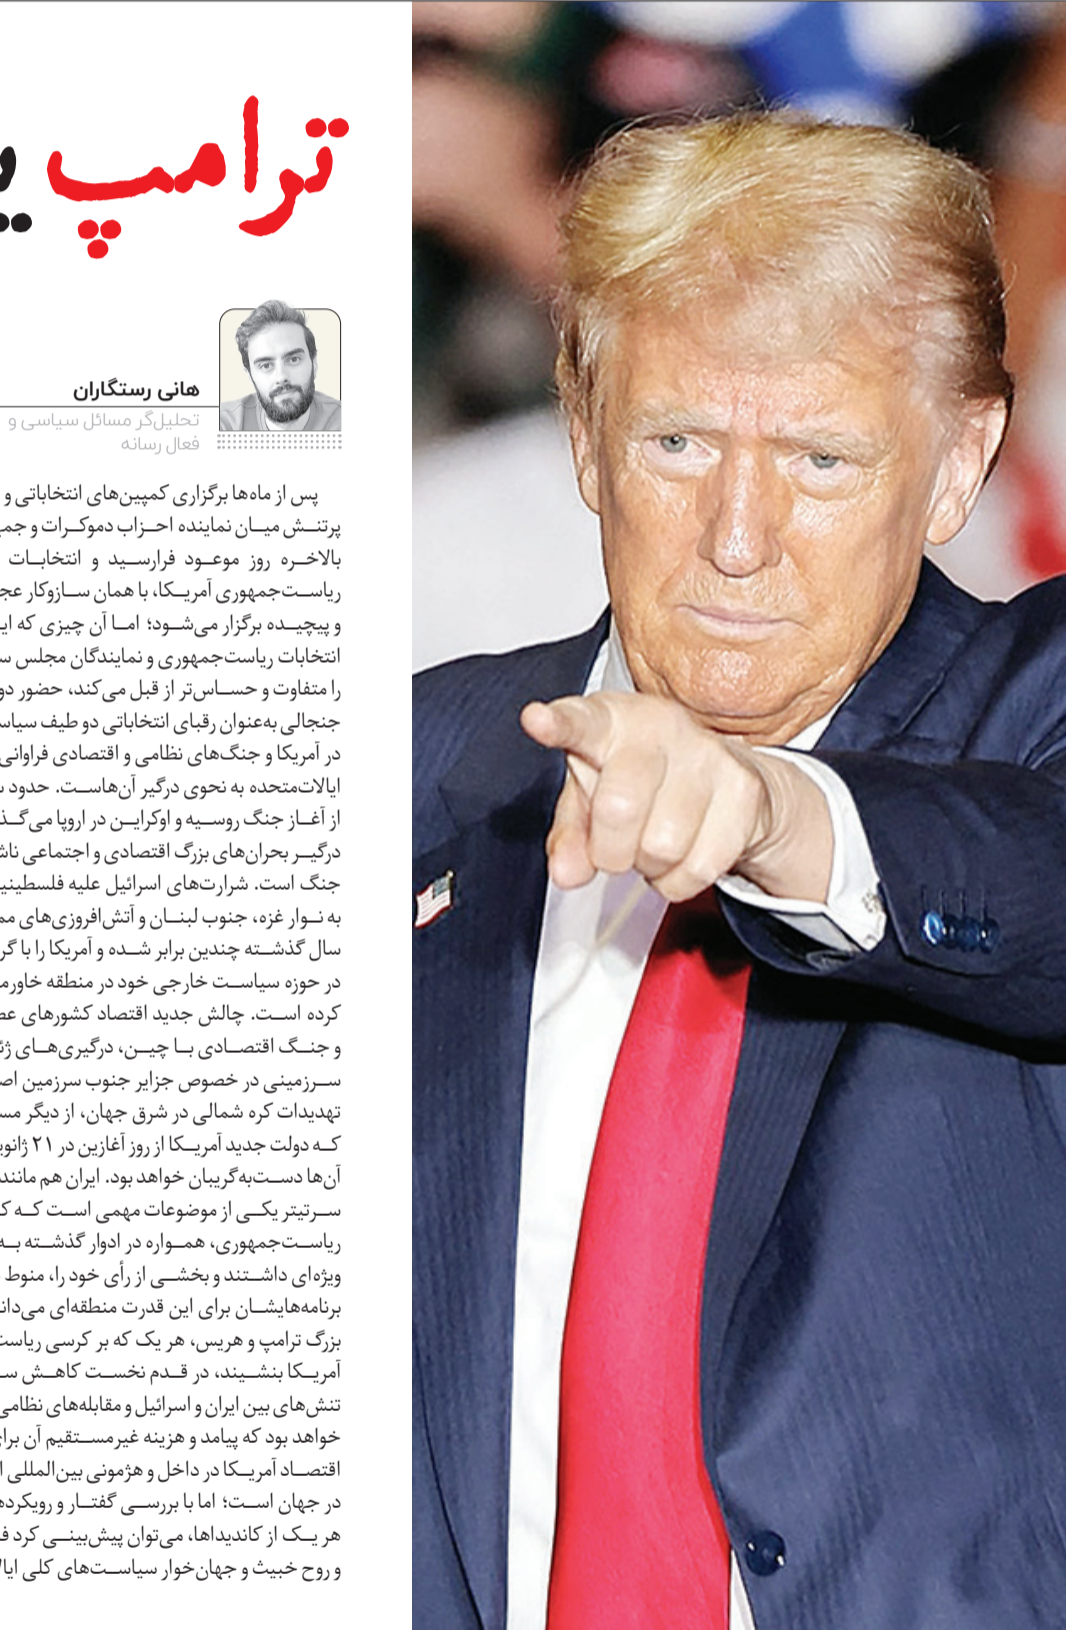 ترامپ
هانی رستگاران
تحلیل‌گر مسائل سیاسی و
فعال رسانه
پس از ماه‌ها برگزاری کمپین‌های انتخاباتی و
پرتنش میان نماینده احزاب دموکرات و
بالاخره روز موعود فرارسید و انتخابات
ریاست‌جمهوری آمریکا، با همان سازوکار
و پیچیده برگزار می‌شود؛ اما آن چیزی که
انتخابات ریاست‌جمهوری و نمایندگان مجلس
را متفاوت و حساس‌تر از قبل می‌کند، حضور
جنجالی به‌عنوان رقبای انتخاباتی دو طیف
در آمریکا و جنگ‌های نظامی و اقتصادی فراوانی
ایالات‌متحده به نحوی درگیر آن‌هاست. حدود
از آغاز جنگ روسیه و اوکراین در اروپا
درگیر بحران‌های بزرگ اقتصادی و اجتماعی
جنگ است. شرارت‌های اسرائیل علیه
به نوار غزه، جنوب لبنان و آتش‌افروزی‌های
سال گذشته چندین برابر شده و آمریکا را با
در حوزه سیاست خارجی خود در منطقه
کرده است. چالش جدید اقتصاد کشورهای
و جنگ اقتصادی با چین، درگیری‌های
سرزمینی در خصوص جزایر جنوب سرزمین
تهدیدات کره شمالی در شرق جهان، از دیگر
که دولت جدید آمریکا از روز آغازین در ۲۱
آن‌ها دست‌به‌گریبان خواهد بود. ایران هم مانند
سرتیتر یکی از موضوعات مهمی است که
ریاست‌جمهوری، همواره در ادوار گذشته به
ویژه‌ای داشتند و بخشی از رأی خود را، منوط
برنامه‌هایشان برای این قدرت منطقه‌ای
بزرگ ترامپ و هریس، هر یک که بر کرسی ریاست
آمریکا بنشیند، در قدم نخست کاهش
تنش‌های بین ایران و اسرائیل و مقابله‌های نظامی
خواهد بود که پیامد و هزینه غیرمستقیم آن
اقتصاد آمریکا در داخل و هژمونی بین‌المللی
در جهان است؛ اما با بررسی گفتار و
هر یک از کاندیداها، می‌توان پیش‌بینی کرد
و روح خبیث و جهان‌خوار سیاست‌های کلی